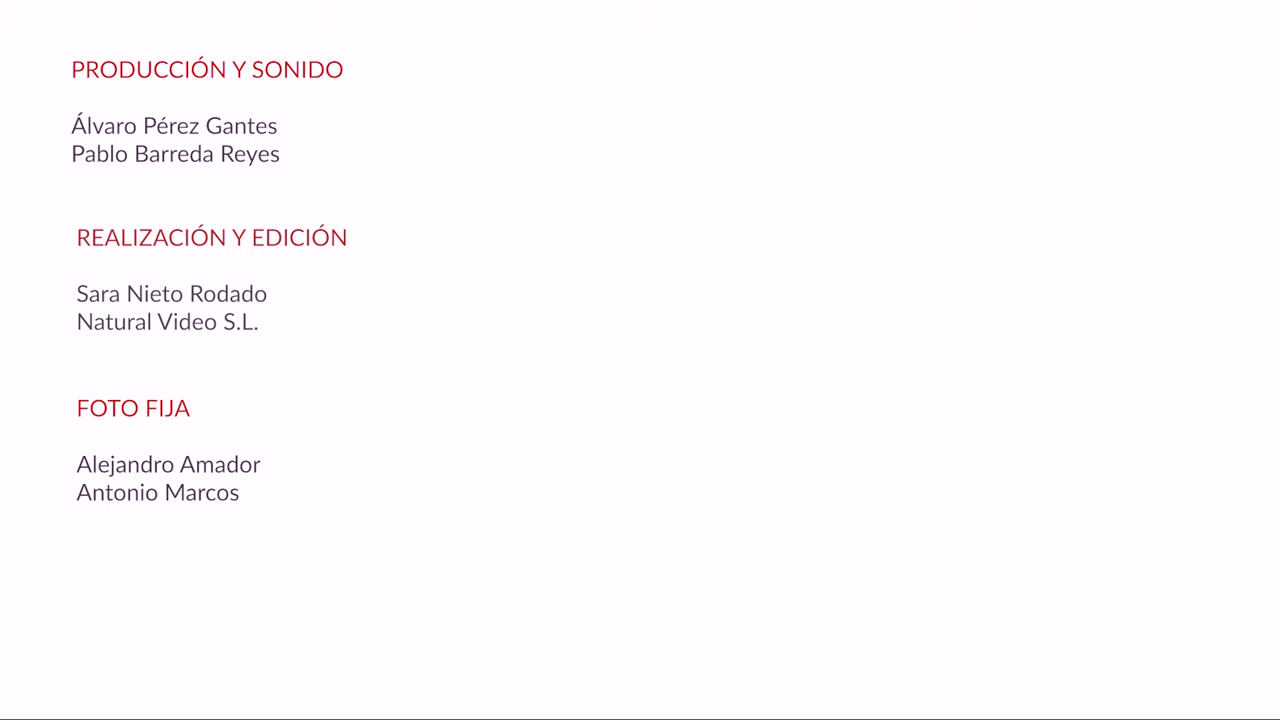 PRODUCCIÓN Y SONIDO
Álvaro Pérez Gantes
Pablo Barreda Reyes
REALIZACIÓN Y EDICIÓN
Sara Nieto Rodado
Natural Video S.L.
FOTO FIJA
Alejandro Amador
Antonio Marcos